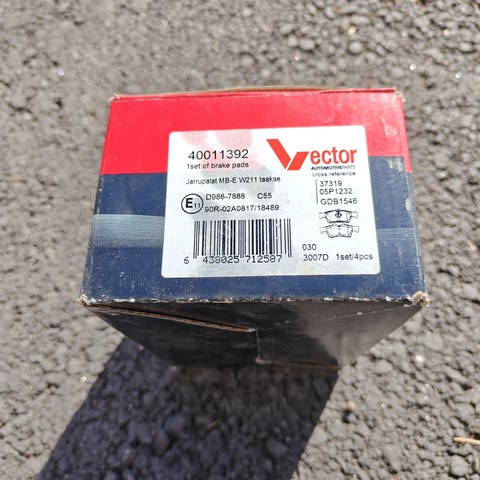 40011392
1set of brake pads
Vector
AUTOMOTIVEPARTS
cross reference
Jarrupalat MB-E W211 taakse
37319
05P1232
GDB1546
E11
D986-7888 C55
90R-02A0817/18489
6 438025 712587
030
3007D 1set/4pcs